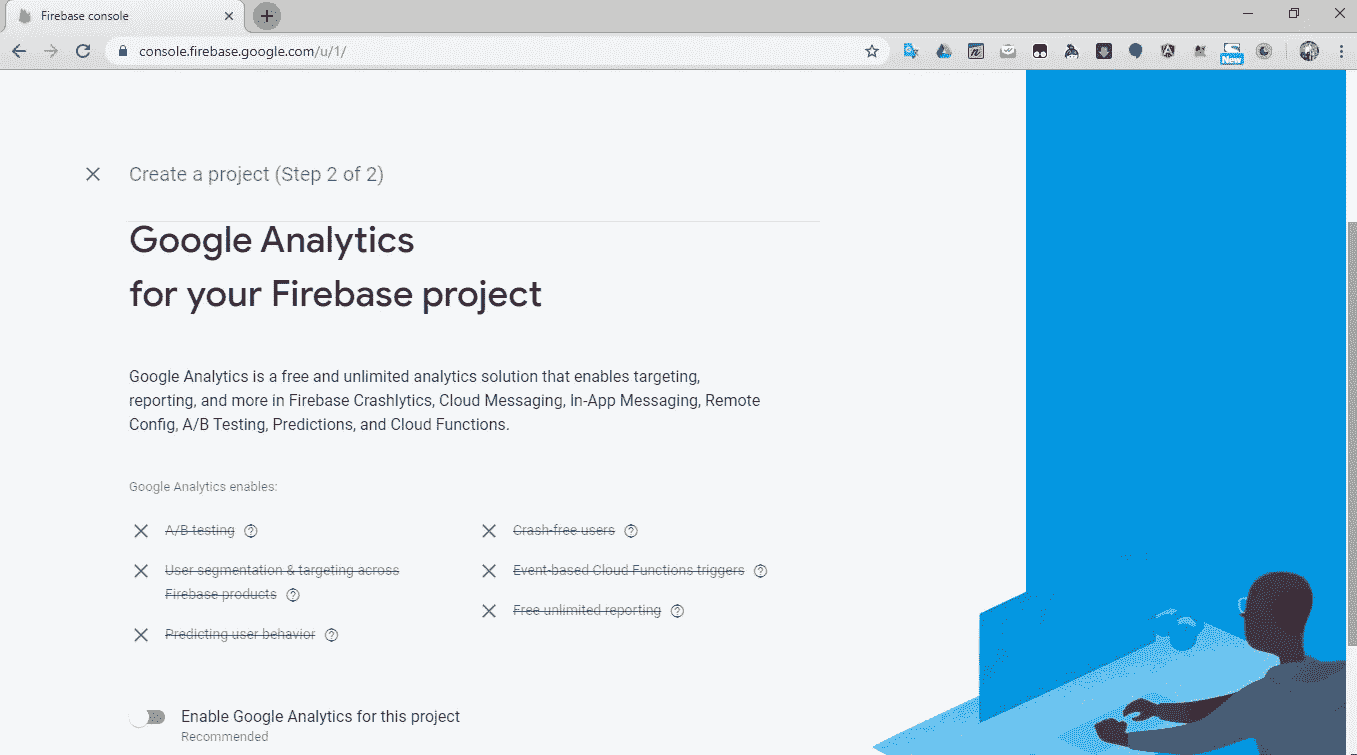 Firebase console
console.firebase.google.com/u/1/
New
Create a project (Step 2 of 2)
Google Analytics
for your Firebase project
Google Analytics is a free and unlimited analytics solution that enables targeting,
reporting, and more in Firebase Crashlytics, Cloud Messaging, In-App Messaging, Remote
Config, A/B Testing, Predictions, and Cloud Functions.
Google Analytics enables:
A/B testing
User segmentation & targeting across
Firebase products
Predicting user behavior
Crash-free users
Event-based Cloud Functions triggers
Free unlimited reporting
Enable Google Analytics for this project
Recommended